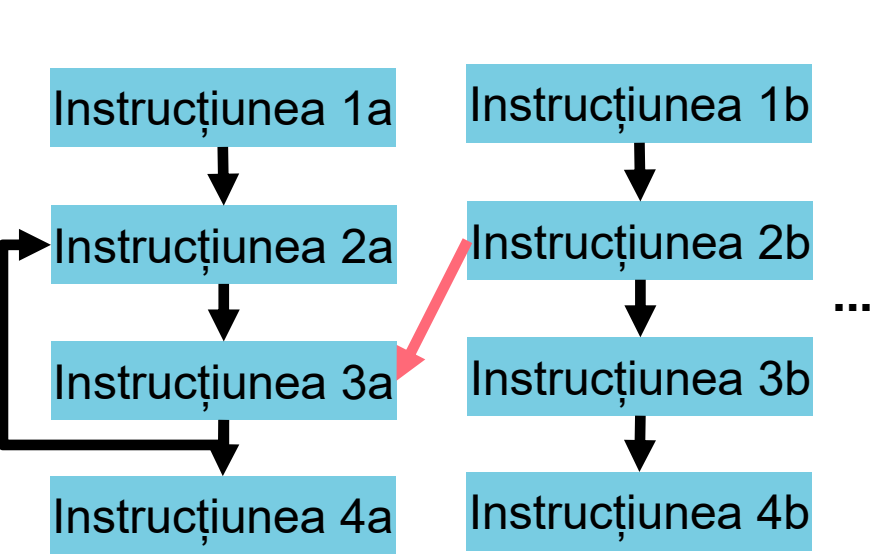 Instrucțiunea 1a
Instrucțiunea 2a
Instrucțiunea 3a
Instrucțiunea 4a
Instrucțiunea 1b
Instrucțiunea 2b
Instrucțiunea 3b
Instrucțiunea 4b
...